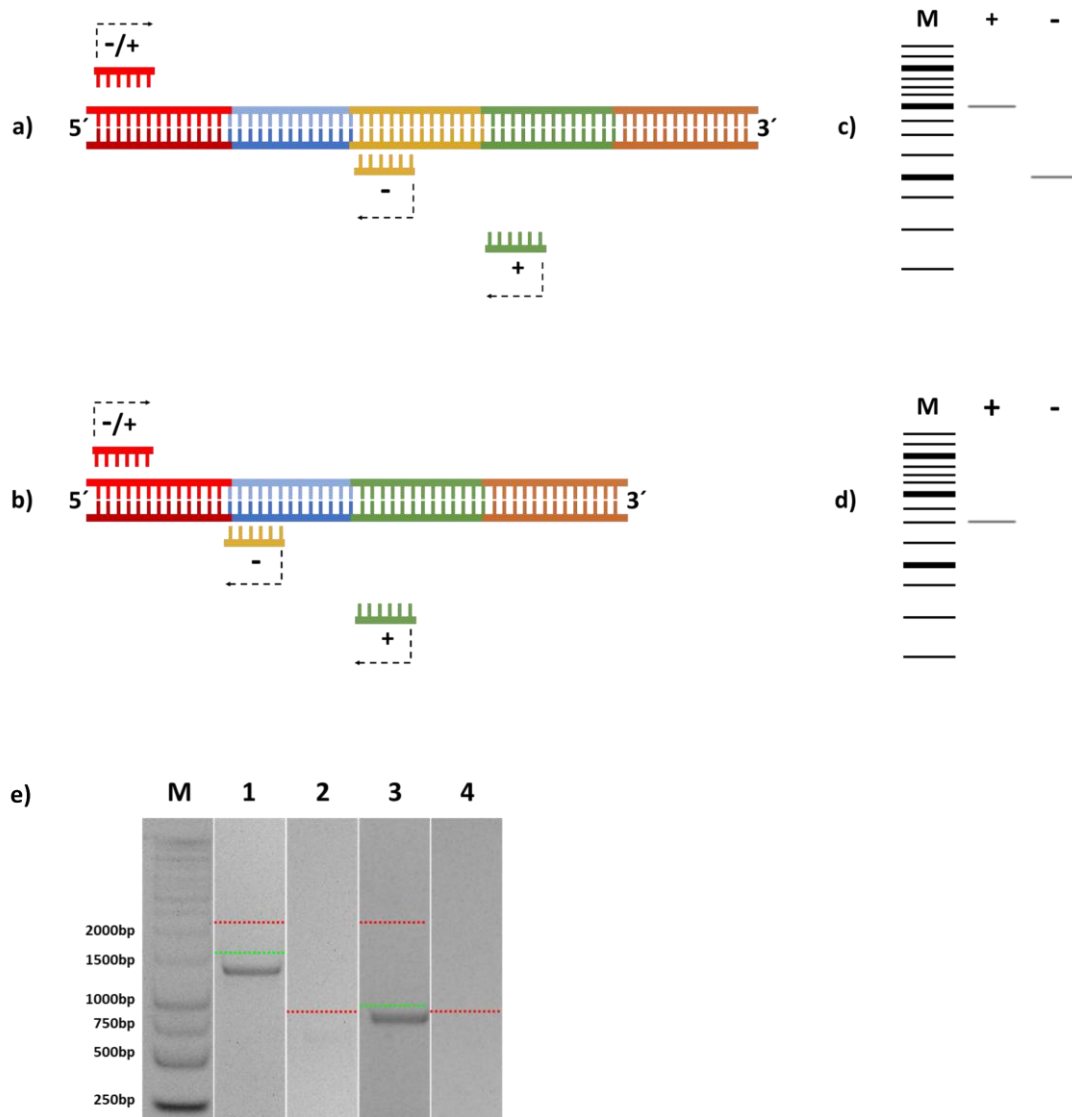 M + -
-/+
a) 5´ 3´ c)
-
+
M + -
-/+
b) 5´ 3´ d)
-
+
e) M 1 2 3 4
2000bp
1500bp
1000bp
750bp
500bp
250bp